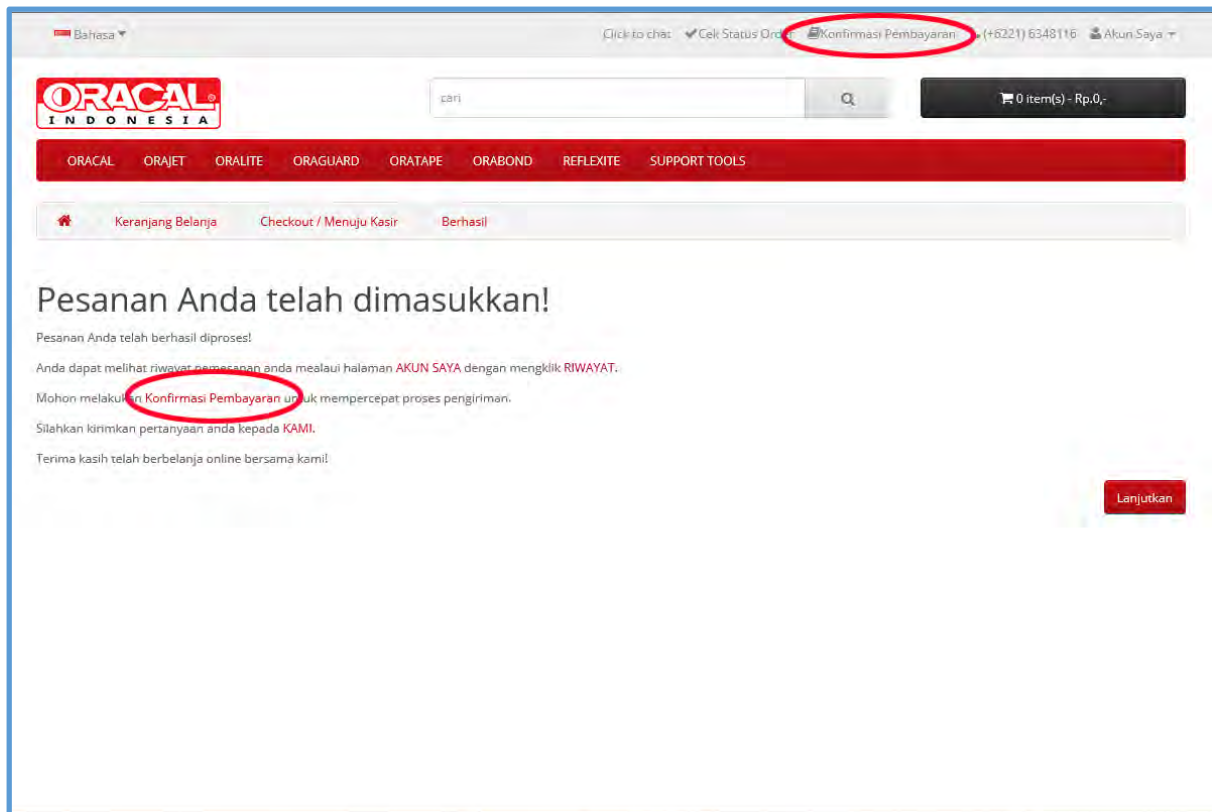 Bahasa
Click to chat Cek Status Order Konfirmasi Pembayaran (+6221) 6348116 Akun Saya
ORACAL®
INDONESIA
cari
0 item(s) - Rp.0,-
ORACAL ORAJET ORALITE ORAGUARD ORATAPE ORABOND REFLEXITE SUPPORT TOOLS
Keranjang Belanja Checkout / Menuju Kasir Berhasil
Pesanan Anda telah dimasukkan!
Pesanan Anda telah berhasil diproses!
Anda dapat melihat riwayat pemesanan anda mealaui halaman AKUN SAYA dengan mengklik RIWAYAT.
Mohon melakukan Konfirmasi Pembayaran untuk mempercepat proses pengiriman.
Silahkan kirimkan pertanyaan anda kepada KAMI.
Terima kasih telah berbelanja online bersama kami!
Lanjutkan